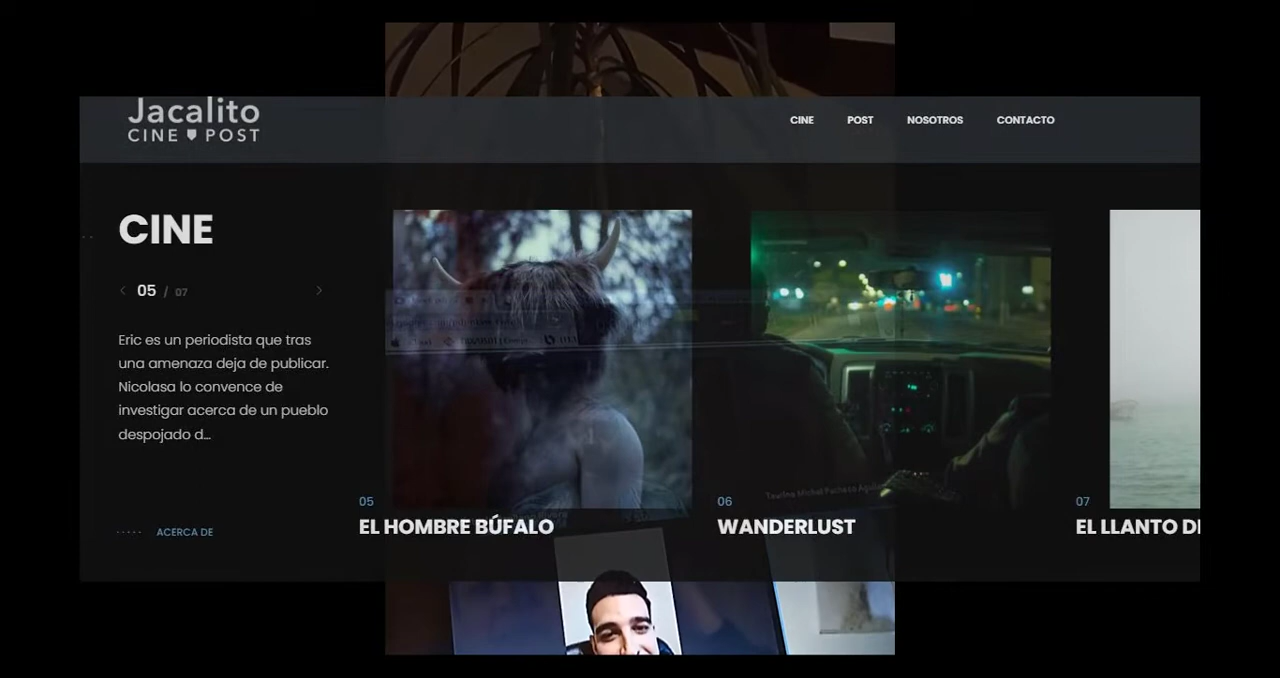 Jacalito
CINE POST
CINE
POST
NOSOTROS
CONTACTO
CINE
05 / 07
Eric es un periodista que tras
una amenaza deja de publicar.
Nicolasa lo convence de
investigar acerca de un pueblo
despojado d...
ACERCA DE
05
EL HOMBRE BÚFALO
06
WANDERLUST
07
EL LLANTO D